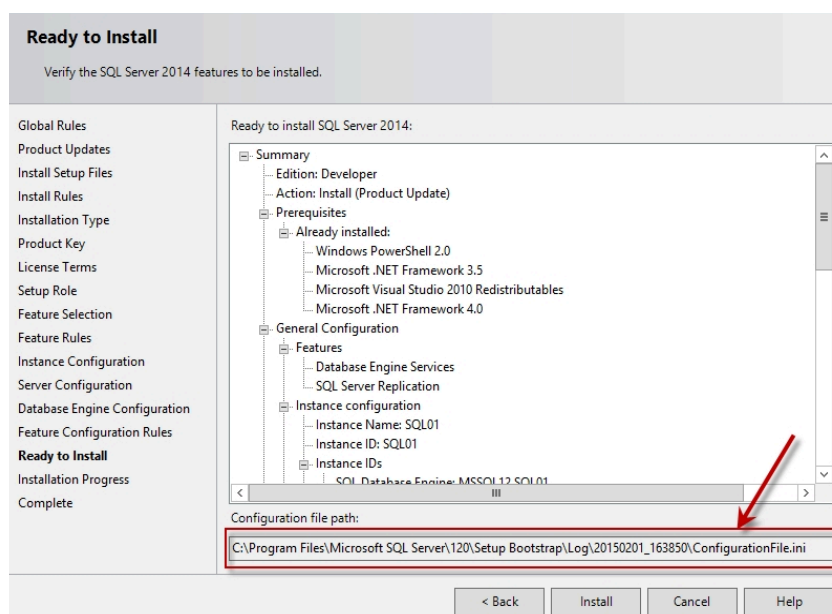 Ready to Install
Verify the SQL Server 2014 features to be installed.
Global Rules
Product Updates
Install Setup Files
Install Rules
Installation Type
Product Key
License Terms
Setup Role
Feature Selection
Feature Rules
Instance Configuration
Server Configuration
Database Engine Configuration
Feature Configuration Rules
Ready to Install
Installation Progress
Complete
Ready to install SQL Server 2014:
Summary
Edition: Developer
Action: Install (Product Update)
Prerequisites
Already installed:
Windows PowerShell 2.0
Microsoft .NET Framework 3.5
Microsoft Visual Studio 2010 Redistributables
Microsoft .NET Framework 4.0
General Configuration
Features
Database Engine Services
SQL Server Replication
Instance configuration
Instance Name: SQL01
Instance ID: SQL01
Instance IDs
SQL Database Engine: MSSQL12.SQL01
Configuration file path:
C:\Program Files\Microsoft SQL Server\120\Setup Bootstrap\Log\20150201_163850\ConfigurationFile.ini
< Back
Install
Cancel
Help